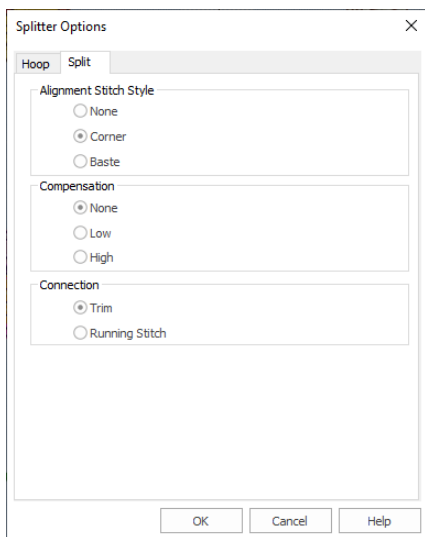 Splitter Options
Hoop Split
Alignment Stitch Style
None
Corner
Baste
Compensation
None
Low
High
Connection
Trim
Running Stitch
OK Cancel Help